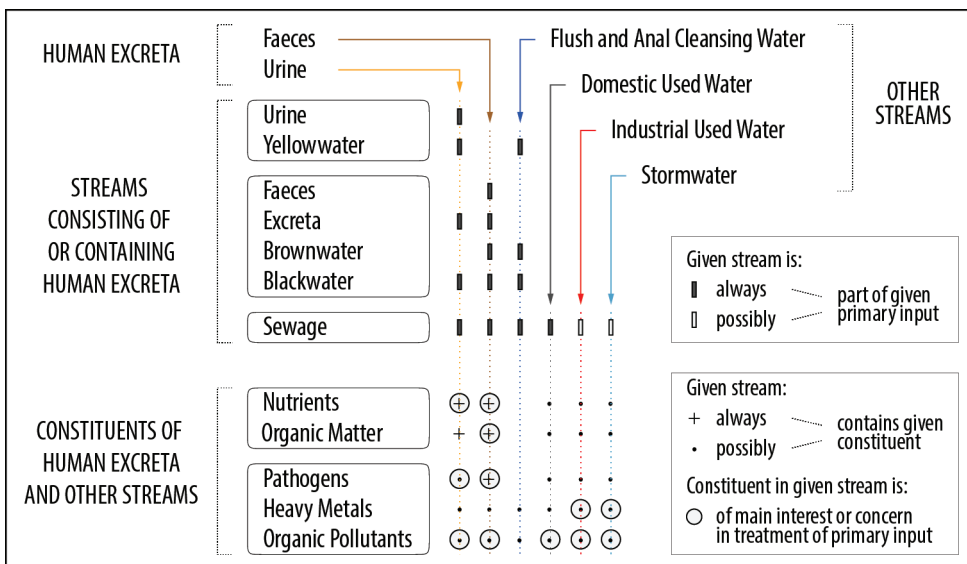 HUMAN EXCRETA
Faeces
Urine
Flush and Anal Cleansing Water
Domestic Used Water
Industrial Used Water
Stormwater
OTHER
STREAMS
STREAMS
CONSISTING OF
OR CONTAINING
HUMAN EXCRETA
Urine
Yellowwater
Faeces
Excreta
Brownwater
Blackwater
Sewage
Given stream is:
always
possibly
part of given
primary input
CONSTITUENTS OF
HUMAN EXCRETA
AND OTHER STREAMS
Nutrients
Organic Matter
Pathogens
Heavy Metals
Organic Pollutants
Given stream:
+ always
• possibly
contains given
constituent
Constituent in given stream is:
of main interest or concern
in treatment of primary input